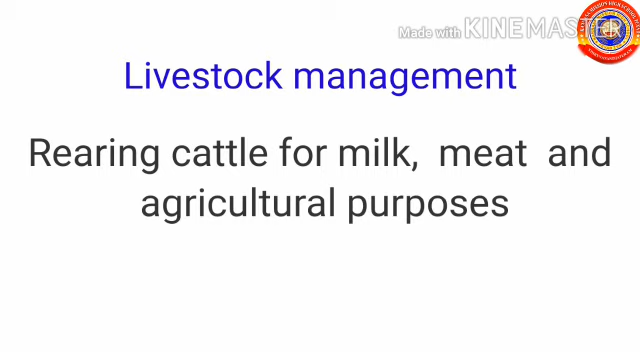 Made with KINEMASTER
Livestock management
Rearing cattle for milk, meat and
agricultural purposes